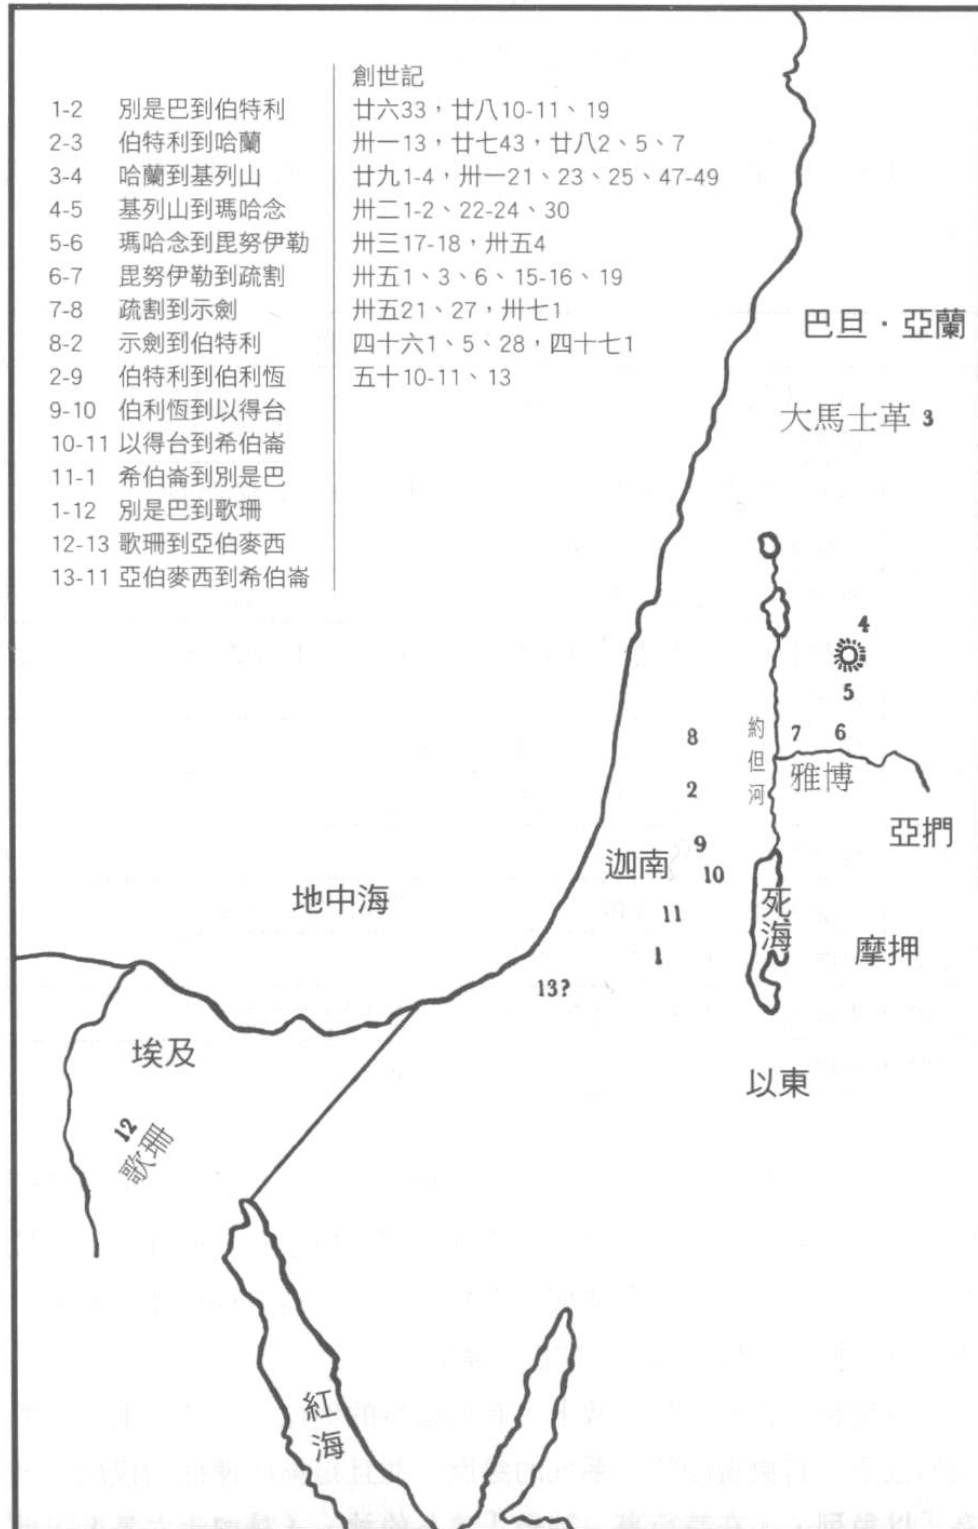 創世記
1-2 別是巴到伯特利 廿六33，廿八10-11、19
2-3 伯特利到哈蘭 卅一13，廿七43，廿八2、5、7
3-4 哈蘭到基列山 廿九1-4，卅一21、23、25、47-49
4-5 基列山到瑪哈念 卅二1-2、22-24、30
5-6 瑪哈念到毘努伊勒 卅三17-18，卅五4
6-7 毘努伊勒到疏割 卅五1、3、6、15-16、19
7-8 疏割到示劍 卅五21、27，卅七1
8-2 示劍到伯特利 四十六1、5、28，四十七1
2-9 伯特利到伯利恆 五十10-11、13
9-10 伯利恆到以得台
10-11 以得台到希伯崙
11-1 希伯崙到別是巴
1-12 別是巴到歌珊
12-13 歌珊到亞伯麥西
13-11 亞伯麥西到希伯崙
巴旦·亞蘭
大馬士革 3
4
5
8
約但河
7
6
雅博
2
亞捫
9
迦南
10
地中海
死海
11
摩押
1
13?
埃及
以東
12
歌珊
紅海